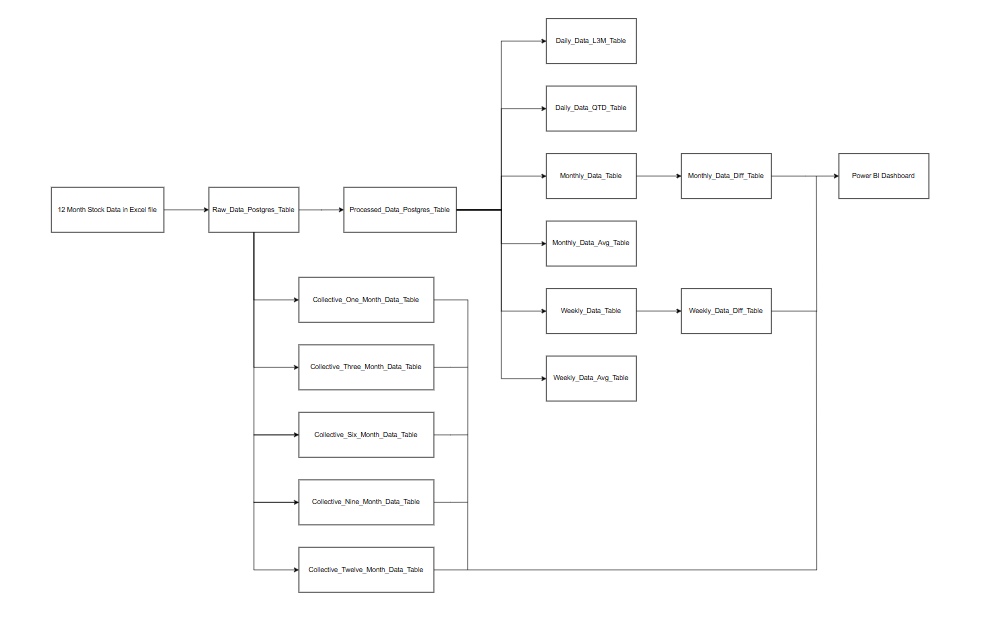 Daily_Data_L3M_Table
Daily_Data_QTD_Table
Monthly_Data_Table
Monthly_Data_Diff_Table
Power BI Dashboard
12 Month Stock Data in Excel file
Raw_Data_Postgres_Table
Processed_Data_Postgres_Table
Monthly_Data_Avg_Table
Collective_One_Month_Data_Table
Weekly_Data_Table
Weekly_Data_Diff_Table
Collective_Three_Month_Data_Table
Weekly_Data_Avg_Table
Collective_Six_Month_Data_Table
Collective_Nine_Month_Data_Table
Collective_Twelve_Month_Data_Table